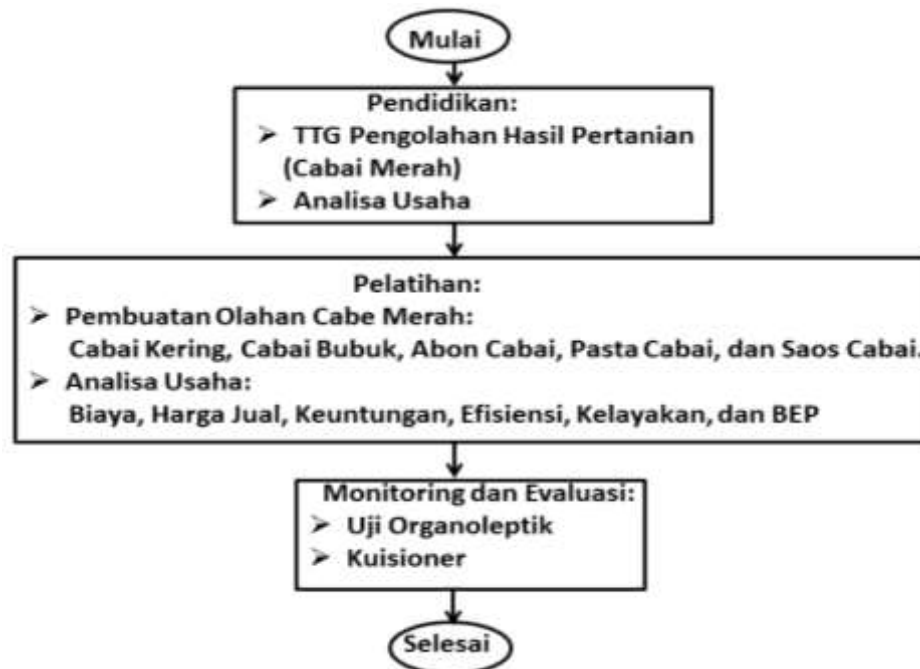 Mulai
Pendidikan:
➢ TTG Pengolahan Hasil Pertanian
(Cabai Merah)
➢ Analisa Usaha
Pelatihan:
➢ Pembuatan Olahan Cabe Merah:
Cabai Kering, Cabai Bubuk, Abon Cabai, Pasta Cabai, dan Saos Cabai.
➢ Analisa Usaha:
Biaya, Harga Jual, Keuntungan, Efisiensi, Kelayakan, dan BEP
Monitoring dan Evaluasi:
➢ Uji Organoleptik
➢ Kuisioner
Selesai